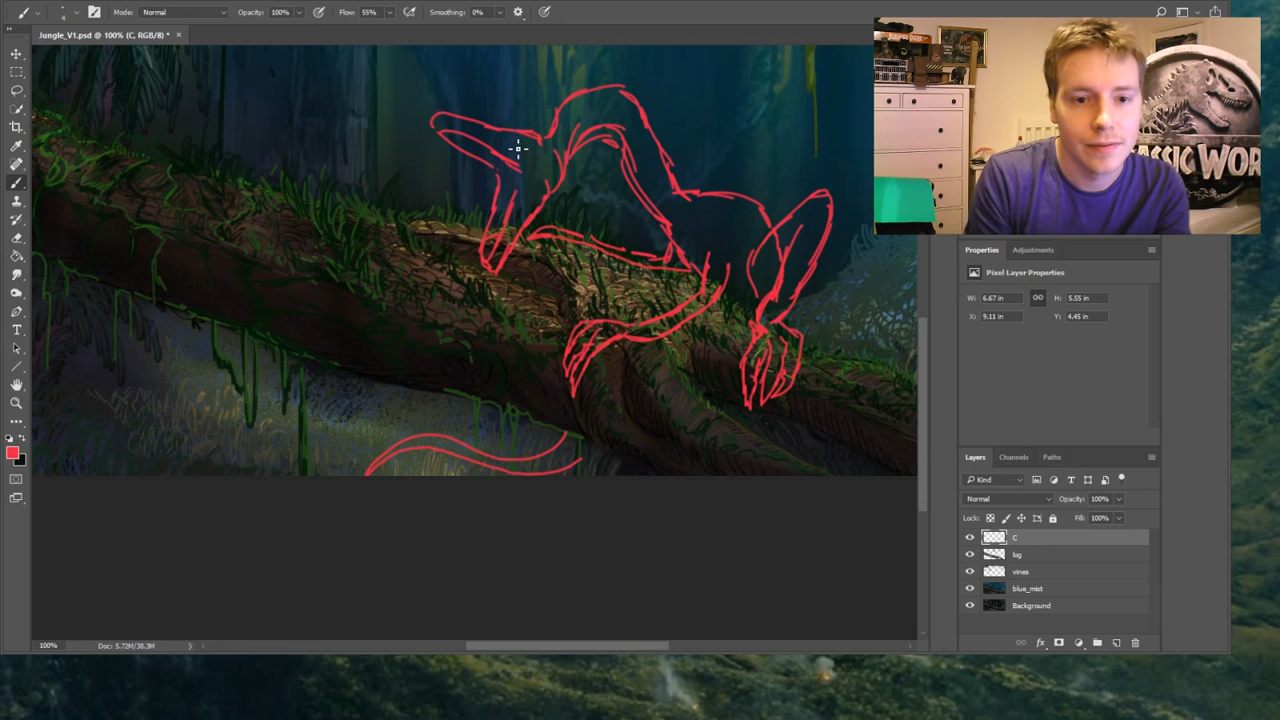 Mode: Normal Opacity: 100% Flow: 55% Smoothing: 0%
Jungle_V1.psd @ 100% (C, RGB/8) * ×
ASSIC WOR
Properties Adjustments
Pixel Layer Properties
W: 6.67 in H: 5.55 in
X: 9.11 in Y: 4.45 in
Layers Channels Paths
Kind
Normal Opacity: 100%
Lock: Fill: 100%
C
log
vines
blue_mist
Background
100% Doc: 5.72M/38.3M